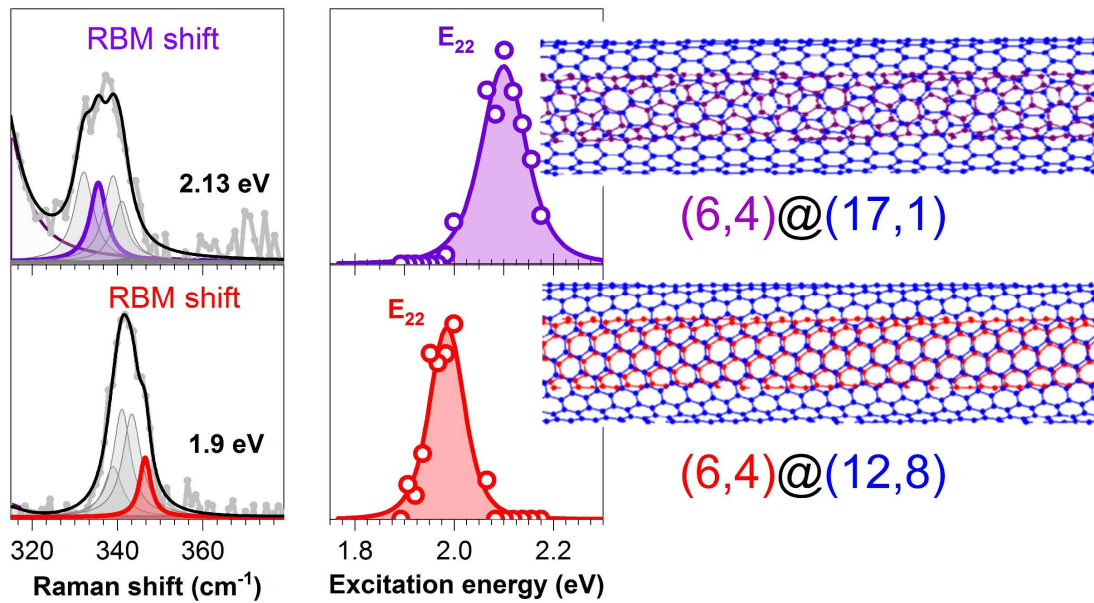 RBM shift
2.13 eV
E22
(6,4)@(17,1)
RBM shift
1.9 eV
E22
(6,4)@(12,8)
320 340 360
Raman shift (cm-1)
1.8 2.0 2.2
Excitation energy (eV)